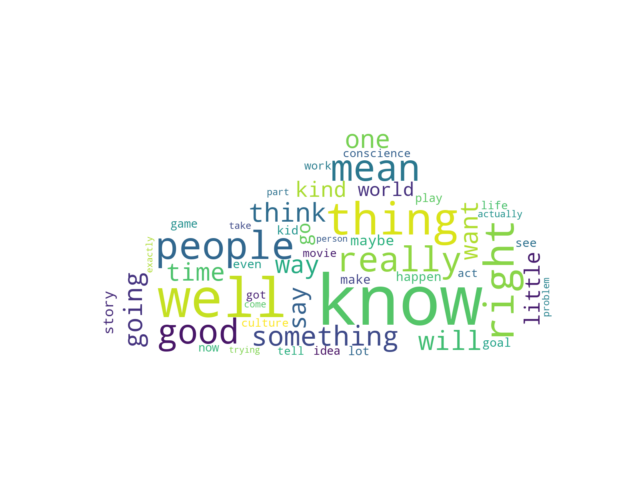 one
conscience
work
mean
part
kind
world
play
think
thing
life
actually
game
take
kid
go
person
maybe
want
right
see
exactly
people
movie
really
time
even
way
make
happen
act
little
problem
story
going
well
got
come
say
know
good
culture
something
will
goal
now
trying
tell
idea
lot